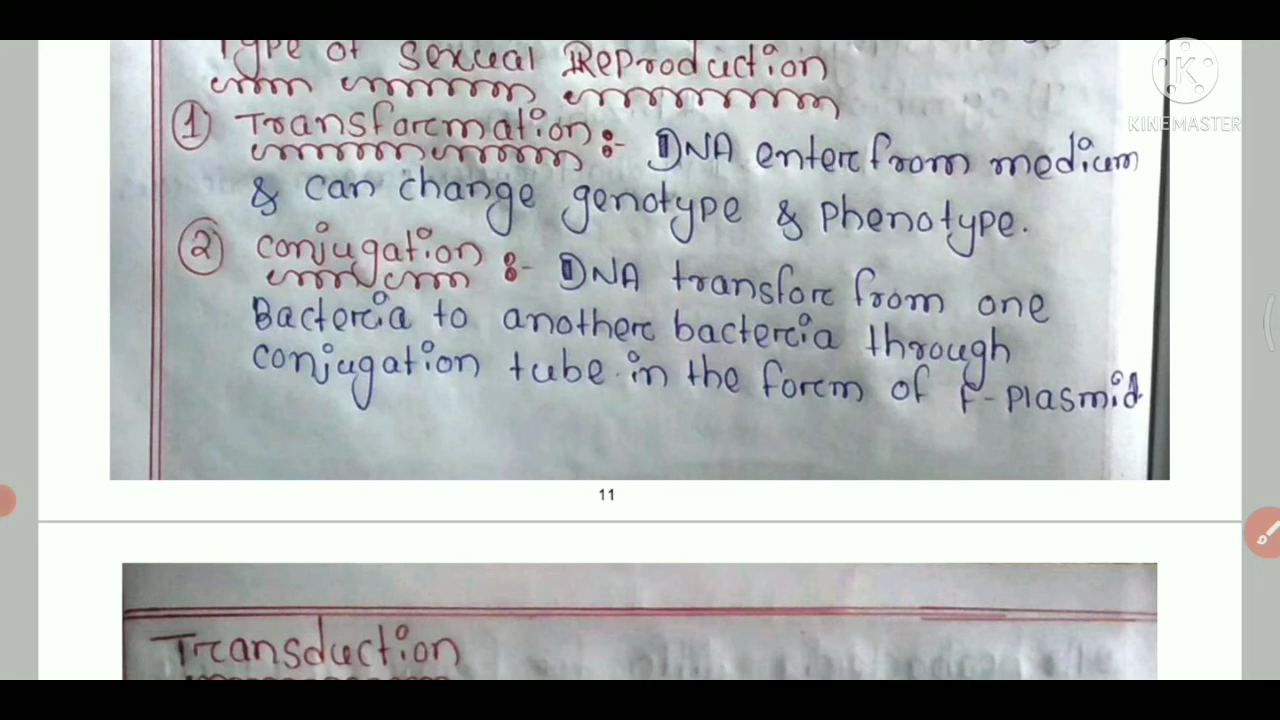 Type of Sexual Reproduction
① Transformation :- DNA enter from medium
& can change genotype & Phenotype.
② Conjugation :- DNA transfor from one
Bacteria to another bacteria through
conjugation tube in the form of F-Plasmid
11
Transduction
KINEMASTER